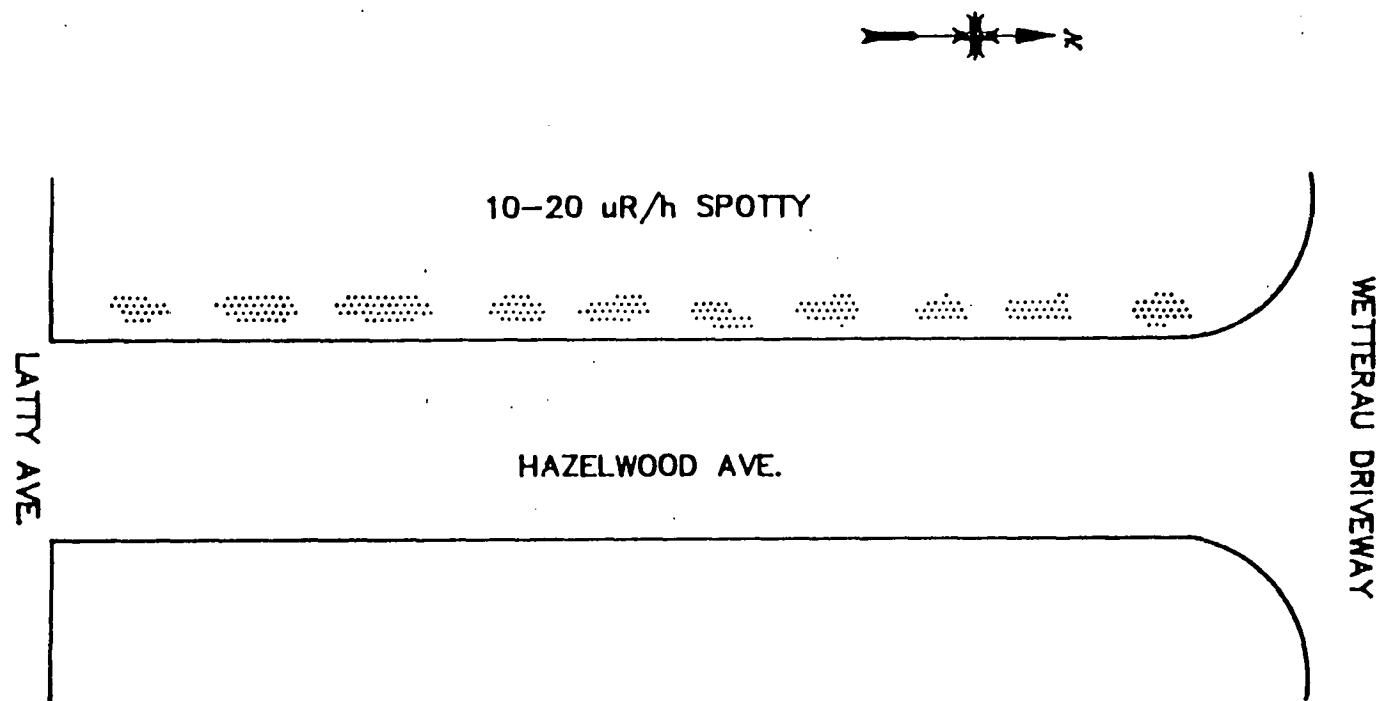 N
10-20 uR/h SPOTTY
WETTERAU DRIVEWAY
LATTY AVE.
HAZELWOOD AVE.